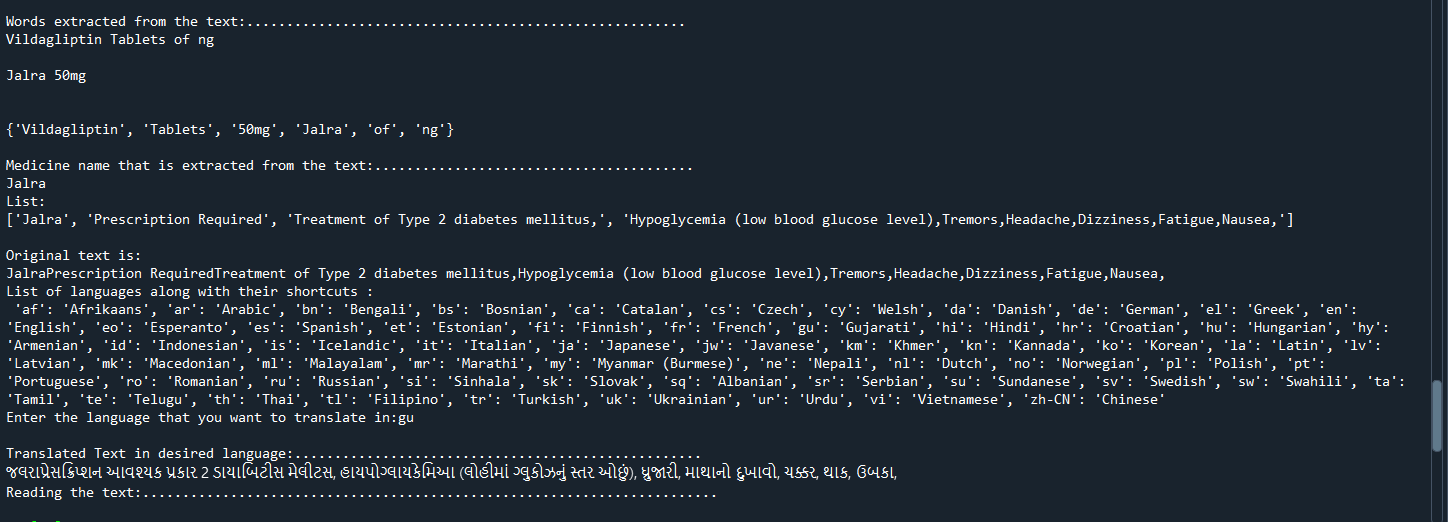 Words extracted from the text:......................................................
Vildagliptin Tablets of ng
Jalra 50mg
{'Vildagliptin', 'Tablets', '50mg', 'Jalra', 'of', 'ng'}
Medicine name that is extracted from the text:.......................................
Jalra
List:
['Jalra', 'Prescription Required', 'Treatment of Type 2 diabetes mellitus,', 'Hypoglycemia (low blood glucose level),Tremors,Headache,Dizziness,Fatigue,Nausea,']
Original text is:
JalraPrescription RequiredTreatment of Type 2 diabetes mellitus,Hypoglycemia (low blood glucose level),Tremors,Headache,Dizziness,Fatigue,Nausea,
List of languages along with their shortcuts :
'af': 'Afrikaans', 'ar': 'Arabic', 'bn': 'Bengali', 'bs': 'Bosnian', 'ca': 'Catalan', 'cs': 'Czech', 'cy': 'Welsh', 'da': 'Danish', 'de': 'German', 'el': 'Greek', 'en':
'English', 'eo': 'Esperanto', 'es': 'Spanish', 'et': 'Estonian', 'fi': 'Finnish', 'fr': 'French', 'gu': 'Gujarati', 'hi': 'Hindi', 'hr': 'Croatian', 'hu': 'Hungarian', 'hy':
'Armenian', 'id': 'Indonesian', 'is': 'Icelandic', 'it': 'Italian', 'ja': 'Japanese', 'jw': 'Javanese', 'km': 'Khmer', 'kn': 'Kannada', 'ko': 'Korean', 'la': 'Latin', 'lv':
'Latvian', 'mk': 'Macedonian', 'ml': 'Malayalam', 'mr': 'Marathi', 'my': 'Myanmar (Burmese)', 'ne': 'Nepali', 'nl': 'Dutch', 'no': 'Norwegian', 'pl': 'Polish', 'pt':
'Portuguese', 'ro': 'Romanian', 'ru': 'Russian', 'si': 'Sinhala', 'sk': 'Slovak', 'sq': 'Albanian', 'sr': 'Serbian', 'su': 'Sundanese', 'sv': 'Swedish', 'sw': 'Swahili', 'ta':
'Tamil', 'te': 'Telugu', 'th': 'Thai', 'tl': 'Filipino', 'tr': 'Turkish', 'uk': 'Ukrainian', 'ur': 'Urdu', 'vi': 'Vietnamese', 'zh-CN': 'Chinese'
Enter the language that you want to translate in:gu
Translated Text in desired language:..................................................
જલરાપ્રેસક્રિપ્શન આવશ્યક પ્રકાર 2 ડાયાબિટીસ મેલીટસ, હાયપોગ્લાયકેમિઆ (લોહીમાં ગ્લુકોઝનું સ્તર ઓછું), ધ્રુજારી, માથાનો દુખાવો, ચક્કર, થાક, ઉબકા,
Reading the text:.......................................................................